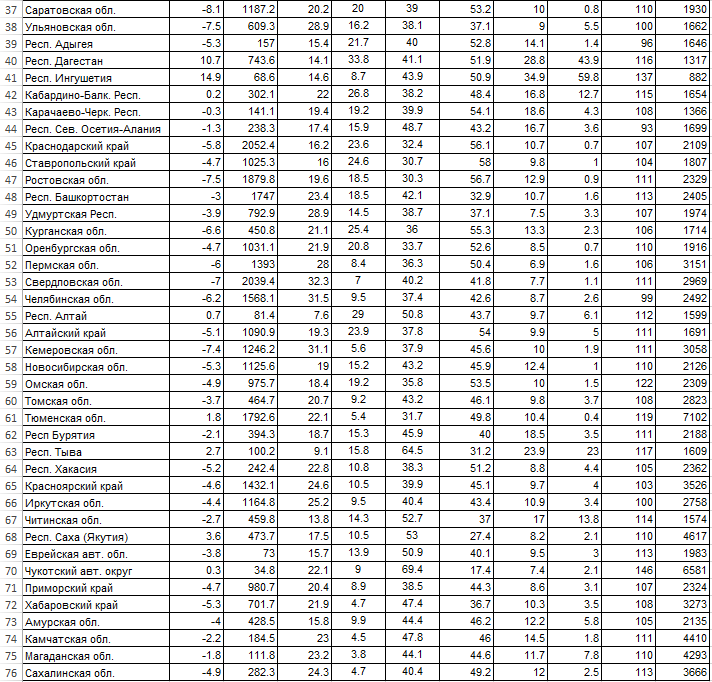 37 Саратовская обл. -8.1 1187.2 20.2 20 39 53.2 10 0.8 110 1930
38 Ульяновская обл. -7.5 609.3 28.9 16.2 38.1 37.1 9 5.5 100 1662
39 Респ. Адыгея -5.3 157 15.4 21.7 40 52.8 14.1 1.4 96 1646
40 Респ. Дагестан 10.7 743.6 14.1 33.8 41.1 51.9 28.8 43.9 116 1317
41 Респ. Ингушетия 14.9 68.6 14.6 8.7 43.9 50.9 34.9 59.8 137 882
42 Кабардино-Балк. Респ. 0.2 302.1 22 26.8 38.2 48.4 16.8 12.7 115 1654
43 Карачаево-Черк. Респ. -0.3 141.1 19.4 19.2 39.9 54.1 18.6 4.3 108 1366
44 Респ. Сев. Осетия-Алания -1.3 238.3 17.4 15.9 48.7 43.2 16.7 3.6 93 1699
45 Краснодарский край -5.8 2052.4 16.2 23.6 32.4 56.1 10.7 0.7 107 2109
46 Ставропольский край -4.7 1025.3 16 24.6 30.7 58 9.8 1 104 1807
47 Ростовская обл. -7.5 1879.8 19.6 18.5 30.3 56.7 12.9 0.9 111 2329
48 Респ. Башкортостан -3 1747 23.4 18.5 42.1 32.9 10.7 1.6 113 2405
49 Удмуртская Респ. -3.9 792.9 28.9 14.5 38.7 37.1 7.5 3.3 107 1974
50 Курганская обл. -6.6 450.8 21.1 25.4 36 55.3 13.3 2.3 106 1714
51 Оренбургская обл. -4.7 1031.1 21.9 20.8 33.7 52.6 8.5 0.7 110 1916
52 Пермская обл. -6 1393 28 8.4 36.3 50.4 6.9 1.6 106 3151
53 Свердловская обл. -7 2039.4 32.3 7 40.2 41.8 7.7 1.1 111 2969
54 Челябинская обл. -6.2 1568.1 31.5 9.5 37.4 42.6 8.7 2.6 99 2492
55 Респ. Алтай 0.7 81.4 7.6 29 50.8 43.7 9.7 6.1 112 1599
56 Алтайский край -5.1 1090.9 19.3 23.9 37.8 54 9.9 5 111 1691
57 Кемеровская обл. -7.4 1246.2 31.1 5.6 37.9 45.6 10 1.9 111 3058
58 Новосибирская обл. -5.3 1125.6 19 15.2 43.2 45.9 12.4 1 110 2126
59 Омская обл. -4.9 975.7 18.4 19.2 35.8 53.5 10 1.5 122 2309
60 Томская обл. -3.7 464.7 20.7 9.2 43.2 46.1 9.8 3.7 108 2823
61 Тюменская обл. 1.8 1792.6 22.1 5.4 31.7 49.8 10.4 0.4 119 7102
62 Респ Бурятия -2.1 394.3 18.7 15.3 45.9 40 18.5 3.5 111 2188
63 Респ. Тыва 2.7 100.2 9.1 15.8 64.5 31.2 23.9 23 117 1609
64 Респ. Хакасия -5.2 242.4 22.8 10.8 38.3 51.2 8.8 4.4 105 2362
65 Красноярский край -4.6 1432.1 24.6 10.5 39.9 45.1 9.7 4 103 3526
66 Иркутская обл. -4.4 1164.8 25.2 9.5 40.4 43.4 10.9 3.4 100 2758
67 Читинская обл. -2.7 459.8 13.8 14.3 52.7 37 17 13.8 114 1574
68 Респ. Саха (Якутия) 3.6 473.7 17.5 10.5 53 27.4 8.2 2.1 110 4617
69 Еврейская авт. обл. -3.8 73 15.7 13.9 50.9 40.1 9.5 3 113 1983
70 Чукотский авт. округ 0.3 34.8 22.1 9 69.4 17.4 7.4 2.1 146 6581
71 Приморский край -4.7 980.7 20.4 8.9 38.5 44.3 8.6 3.1 107 2324
72 Хабаровский край -5.3 701.7 21.9 4.7 47.4 36.7 10.3 3.5 108 3273
73 Амурская обл. -4 428.5 15.8 9.9 44.4 46.2 12.2 5.8 105 2135
74 Камчатская обл. -2.2 184.5 23 4.5 47.8 46 14.5 1.8 111 4410
75 Магаданская обл. -1.8 111.8 23.2 3.8 44.1 44.6 11.7 7.8 110 4293
76 Сахалинская обл. -4.9 282.3 24.3 4.7 40.4 49.2 12 2.5 113 3666